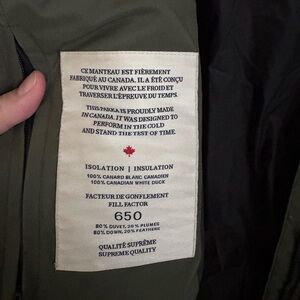 CE MANTEAU EST FIÈREMENT
FABRIQUÉ AU CANADA. IL A ÉTÉ CONÇU
POUR VIVRE AVEC LE FROID ET
TRAVERSER L'ÉPREUVE DU TEMPS.
THIS PARKA IS PROUDLY MADE
IN CANADA. IT WAS DESIGNED TO
PERFORM IN THE COLD
AND STAND THE TEST OF TIME.
ISOLATION | INSULATION
100% CANARD BLANC CANADIEN
100% CANADIAN WHITE DUCK
FACTEUR DE GONFLEMENT
FILL FACTOR
650
80% DUVET, 20% PLUMES
80% DOWN, 20% FEATHERS
QUALITÉ SUPRÊME
SUPREME QUALITY